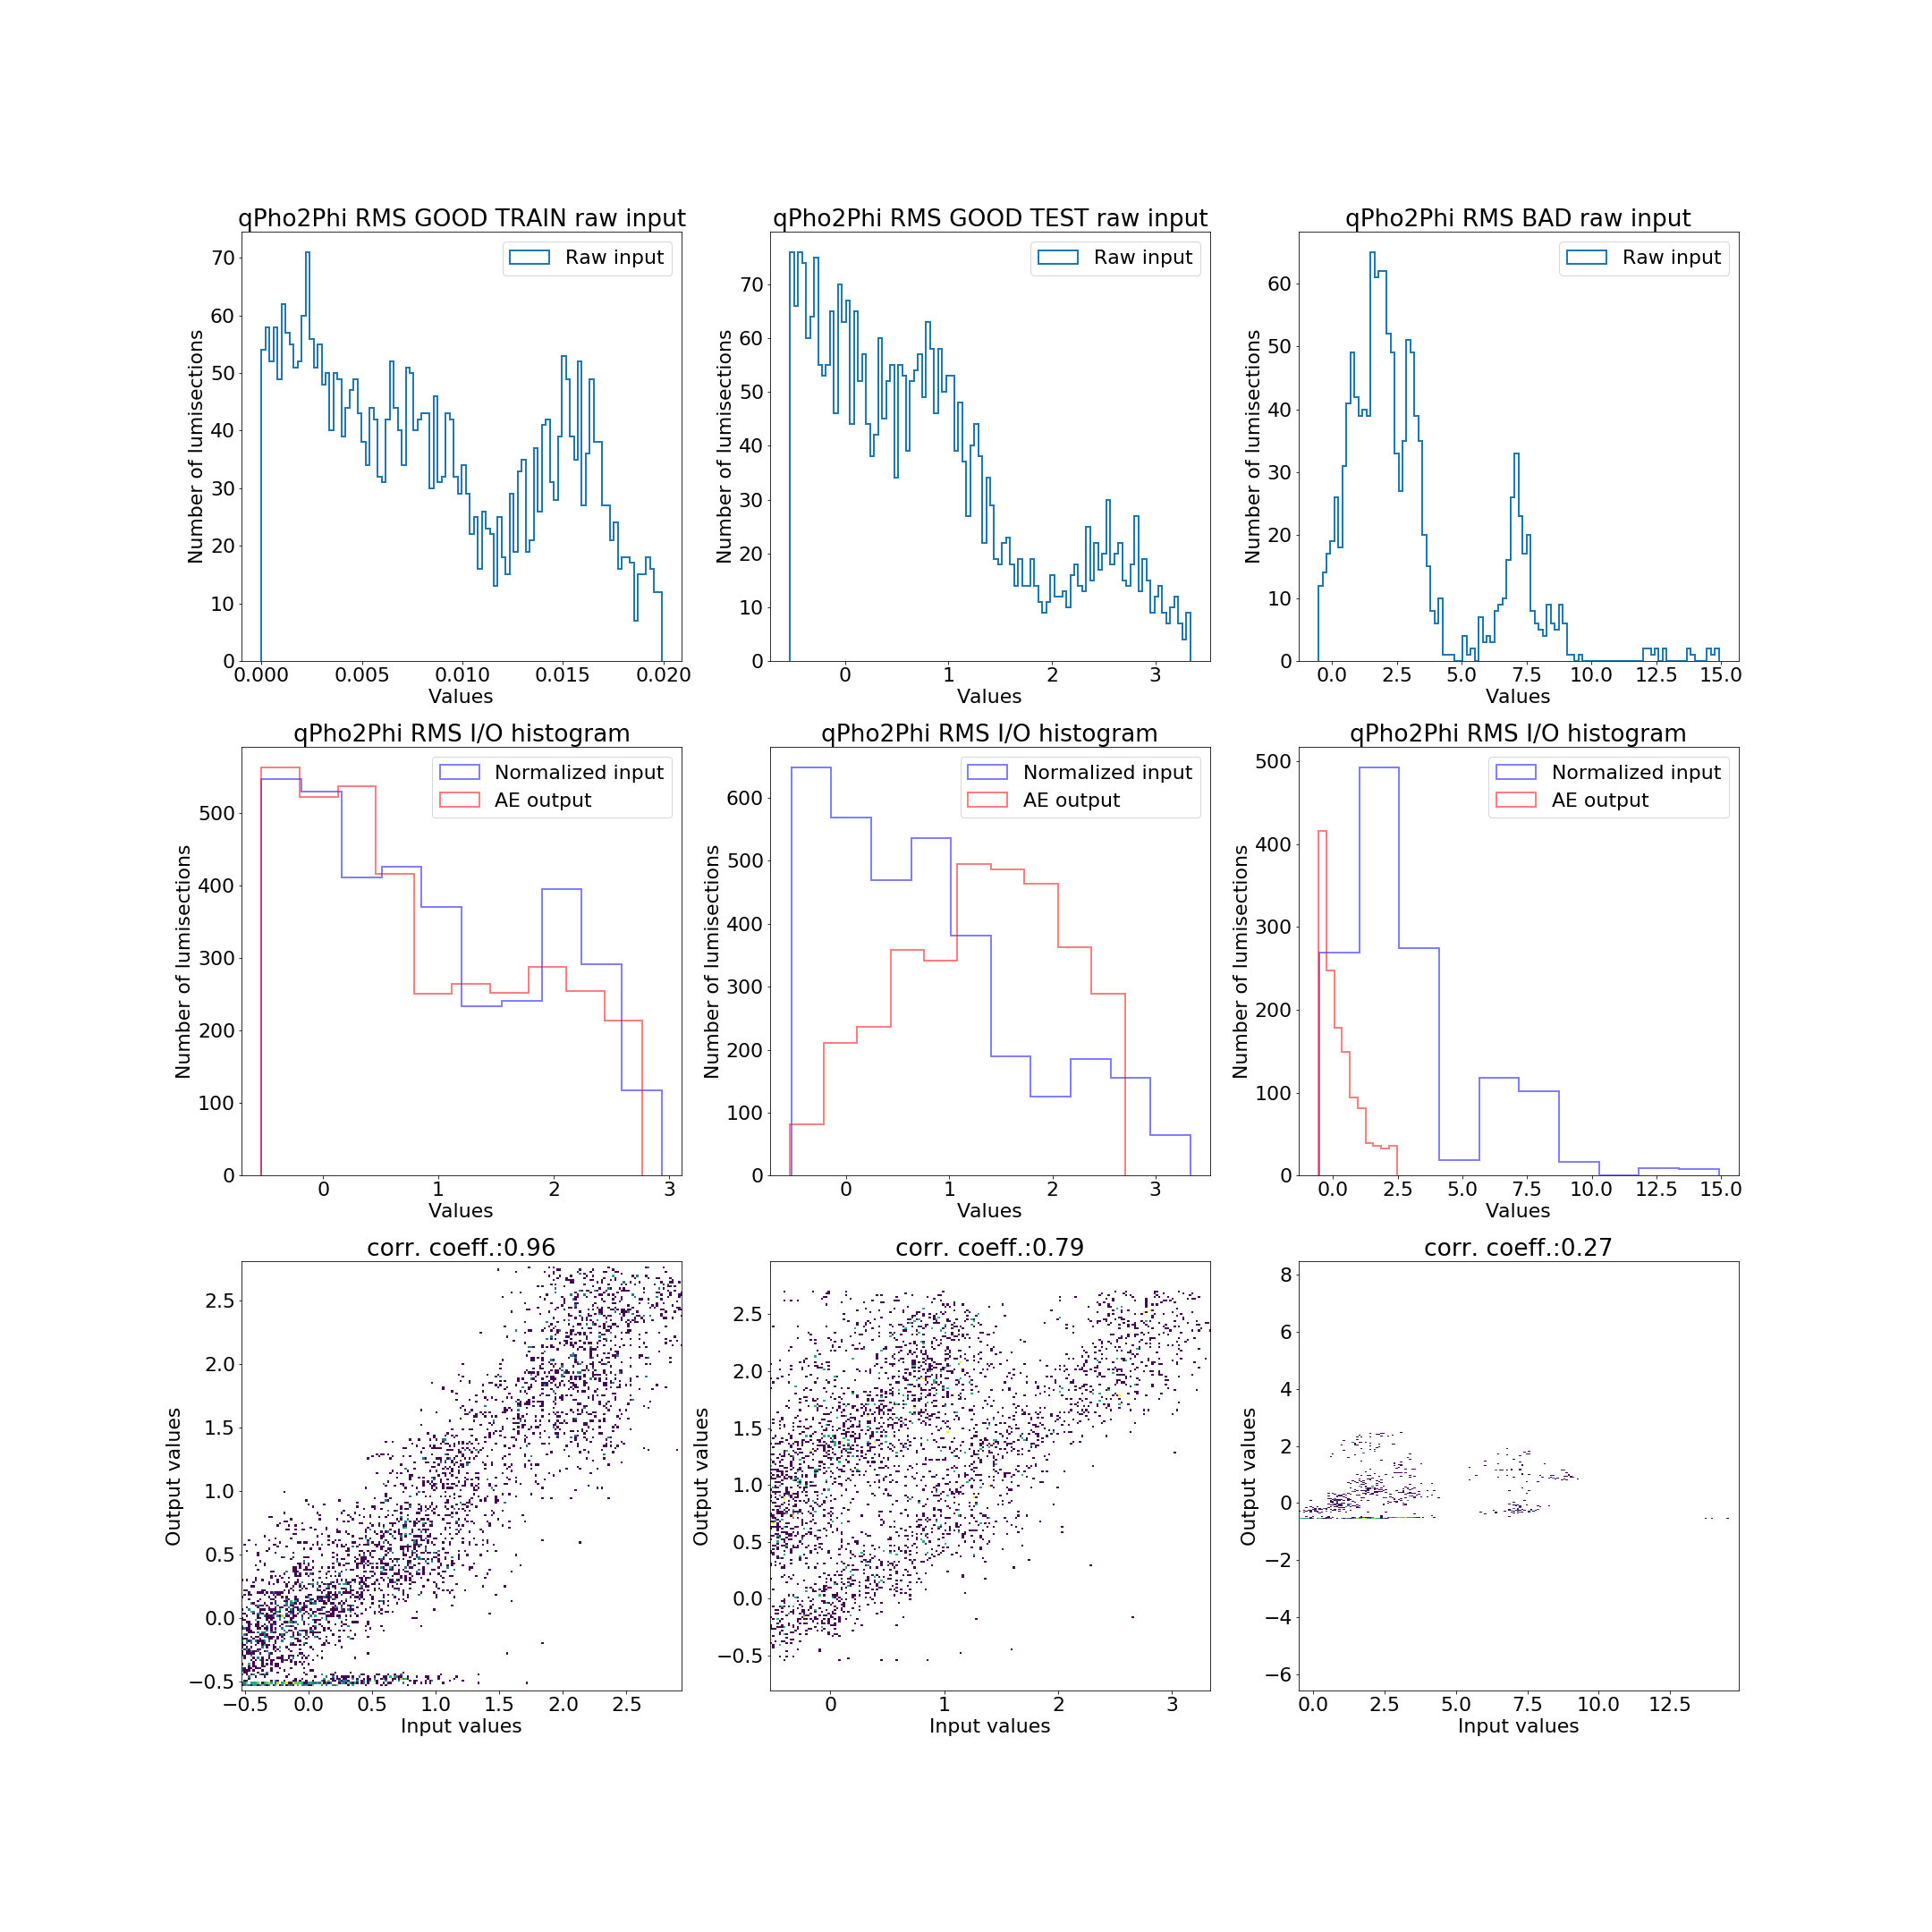 qPho2Phi RMS GOOD TRAIN raw input
Raw input
Number of lumisections
70
60
50
40
30
20
10
0
0.000 0.005 0.010 0.015 0.020
Values
qPho2Phi RMS GOOD TEST raw input
Raw input
Number of lumisections
70
60
50
40
30
20
10
0
0 1 2 3
Values
qPho2Phi RMS BAD raw input
Raw input
Number of lumisections
60
50
40
30
20
10
0
0.0 2.5 5.0 7.5 10.0 12.5 15.0
Values
qPho2Phi RMS I/O histogram
Normalized input
AE output
Number of lumisections
500
400
300
200
100
0
0 1 2 3
Values
qPho2Phi RMS I/O histogram
Normalized input
AE output
Number of lumisections
600
500
400
300
200
100
0
0 1 2 3
Values
qPho2Phi RMS I/O histogram
Normalized input
AE output
Number of lumisections
500
400
300
200
100
0
0.0 2.5 5.0 7.5 10.0 12.5 15.0
Values
corr. coeff.:0.96
Output values
2.5
2.0
1.5
1.0
0.5
0.0
−0.5
−0.5 0.0 0.5 1.0 1.5 2.0 2.5
Input values
corr. coeff.:0.79
Output values
2.5
2.0
1.5
1.0
0.5
0.0
−0.5
0 1 2 3
Input values
corr. coeff.:0.27
Output values
8
6
4
2
0
−2
−4
−6
0.0 2.5 5.0 7.5 10.0 12.5
Input values